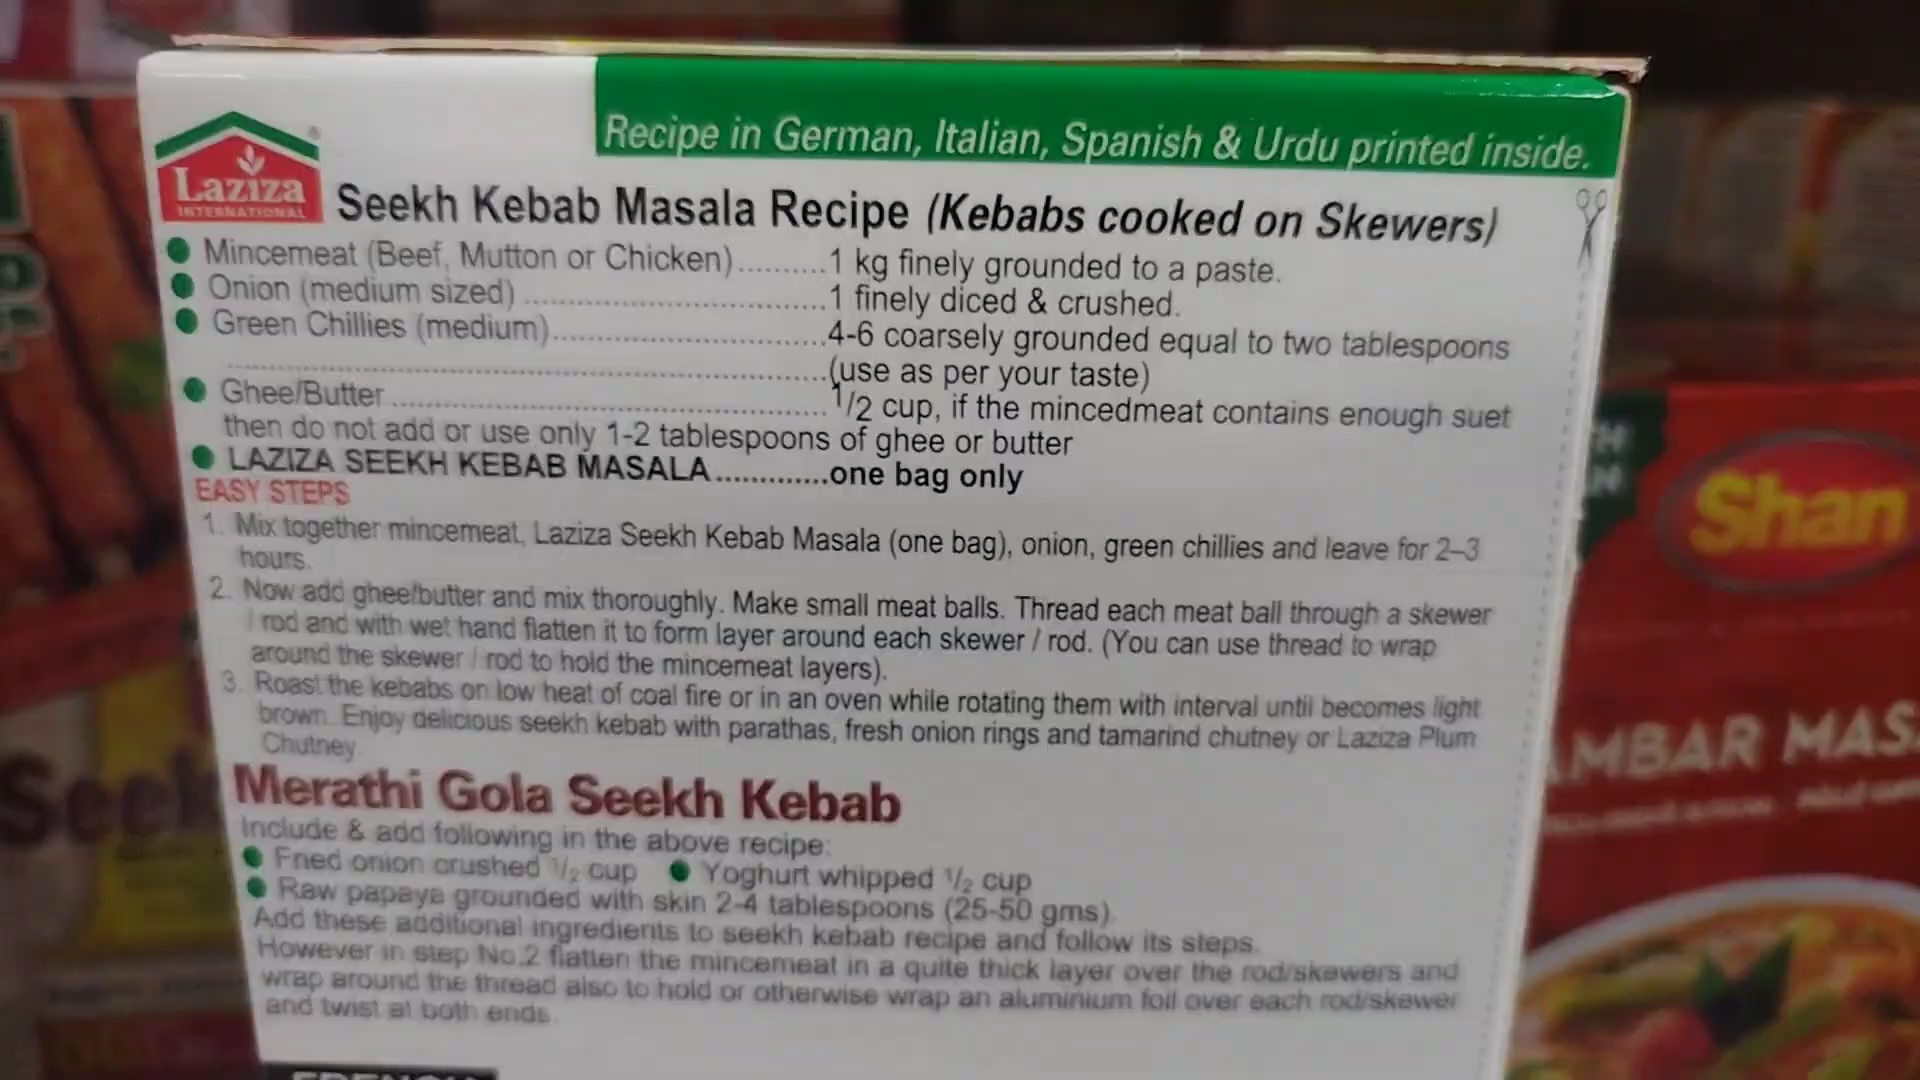 Recipe in German, Italian, Spanish & Urdu printed inside.
Laziza
INTERNATIONAL
Seekh Kebab Masala Recipe (Kebabs cooked on Skewers)
Mincemeat (Beef, Mutton or Chicken)..........1 kg finely grounded to a paste.
Onion (medium sized) ..................................1 finely diced & crushed.
Green Chillies (medium)...............................4-6 coarsely grounded equal to two tablespoons
(use as per your taste)
Ghee/Butter..................................................1/2 cup, if the mincedmeat contains enough suet
then do not add or use only 1-2 tablespoons of ghee or butter
LAZIZA SEEKH KEBAB MASALA..............one bag only
EASY STEPS
1. Mix together mincemeat, Laziza Seekh Kebab Masala (one bag), onion, green chillies and leave for 2–3
hours.
2. Now add ghee/butter and mix thoroughly. Make small meat balls. Thread each meat ball through a skewer
/ rod and with wet hand flatten it to form layer around each skewer / rod. (You can use thread to wrap
around the skewer / rod to hold the mincemeat layers).
3. Roast the kebabs on low heat of coal fire or in an oven while rotating them with interval until becomes light
brown. Enjoy delicious seekh kebab with parathas, fresh onion rings and tamarind chutney or Laziza Plum
Chutney.
Merathi Gola Seekh Kebab
Include & add following in the above recipe:
Fried onion crushed 1/2 cup Yoghurt whipped 1/2 cup
Raw papaya grounded with skin 2-4 tablespoons (25-50 gms).
Add these additional ingredients to seekh kebab recipe and follow its steps.
However in step No.2 flatten the mincemeat in a quite thick layer over the rod/skewers and
wrap around the thread also to hold or otherwise wrap an aluminium foil over each rod/skewer
and twist at both ends.
Shan
MBAR MAS
Seek